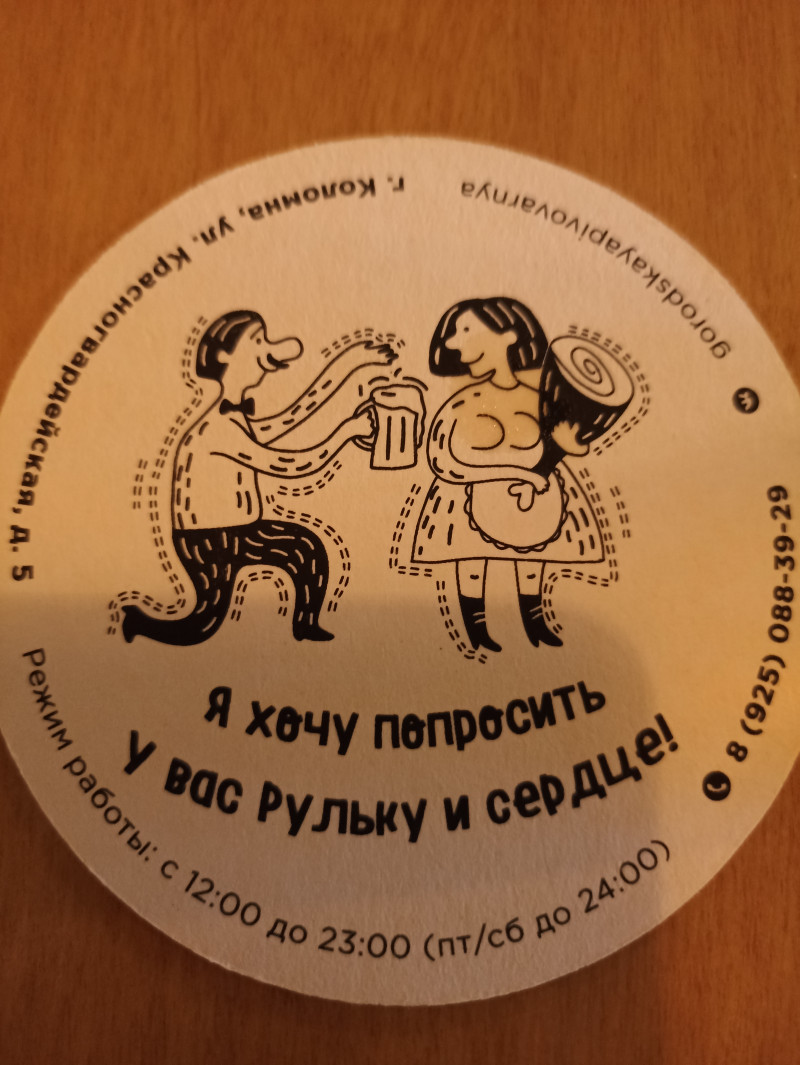 г. Коломна, ул. Красногвардейская, д. 5
gorodskayapivovarnya
8 (925) 088-39-29
Я хочу попросить
у вас рульку и сердце!
Режим работы: с 12:00 до 23:00 (пт/сб до 24:00)